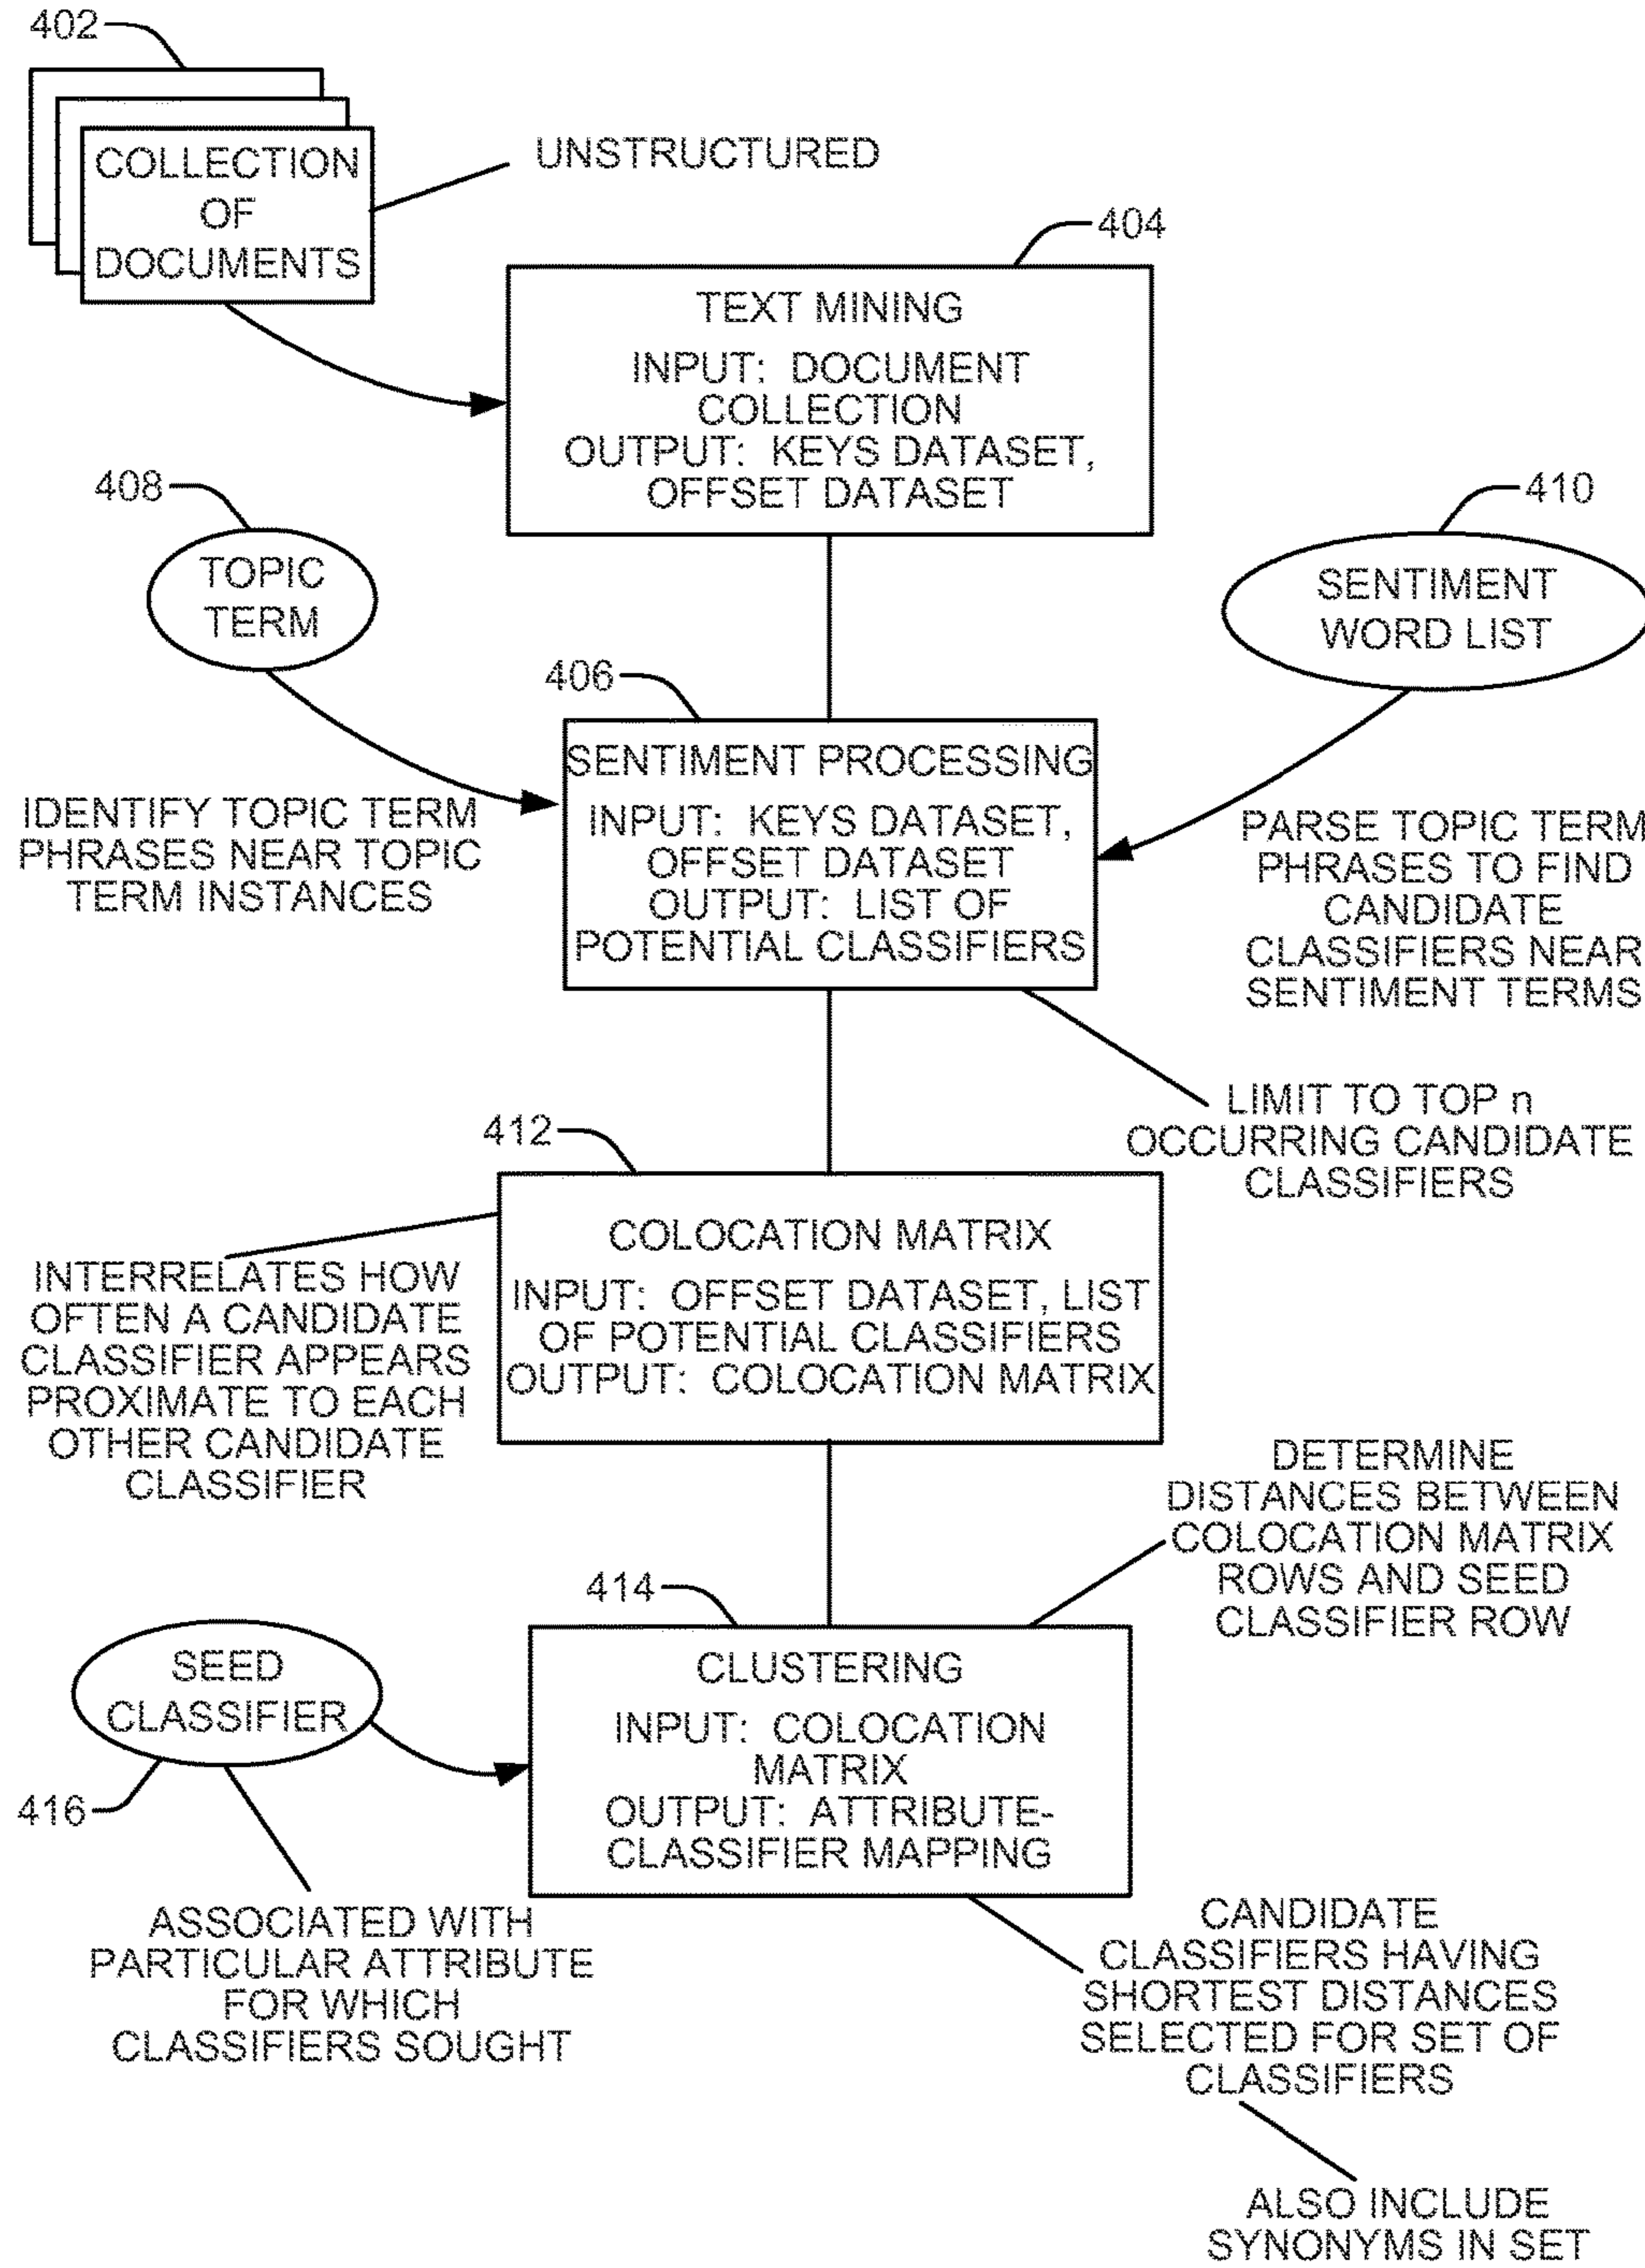 402
COLLECTION
OF
DOCUMENTS
UNSTRUCTURED
404
TEXT MINING
INPUT: DOCUMENT
COLLECTION
OUTPUT: KEYS DATASET,
OFFSET DATASET
408
TOPIC
TERM
410
SENTIMENT
WORD LIST
406
SENTIMENT PROCESSING
INPUT: KEYS DATASET,
OFFSET DATASET
OUTPUT: LIST OF
POTENTIAL CLASSIFIERS
IDENTIFY TOPIC TERM
PHRASES NEAR TOPIC
TERM INSTANCES
PARSE TOPIC TERM
PHRASES TO FIND
CANDIDATE
CLASSIFIERS NEAR
SENTIMENT TERMS
LIMIT TO TOP n
OCCURRING CANDIDATE
CLASSIFIERS
412
COLOCATION MATRIX
INPUT: OFFSET DATASET, LIST
OF POTENTIAL CLASSIFIERS
OUTPUT: COLOCATION MATRIX
INTERRELATES HOW
OFTEN A CANDIDATE
CLASSIFIER APPEARS
PROXIMATE TO EACH
OTHER CANDIDATE
CLASSIFIER
DETERMINE
DISTANCES BETWEEN
COLOCATION MATRIX
ROWS AND SEED
CLASSIFIER ROW
414
CLUSTERING
INPUT: COLOCATION
MATRIX
OUTPUT: ATTRIBUTE-
CLASSIFIER MAPPING
SEED
CLASSIFIER
416
ASSOCIATED WITH
PARTICULAR ATTRIBUTE
FOR WHICH
CLASSIFIERS SOUGHT
CANDIDATE
CLASSIFIERS HAVING
SHORTEST DISTANCES
SELECTED FOR SET OF
CLASSIFIERS
ALSO INCLUDE
SYNONYMS IN SET